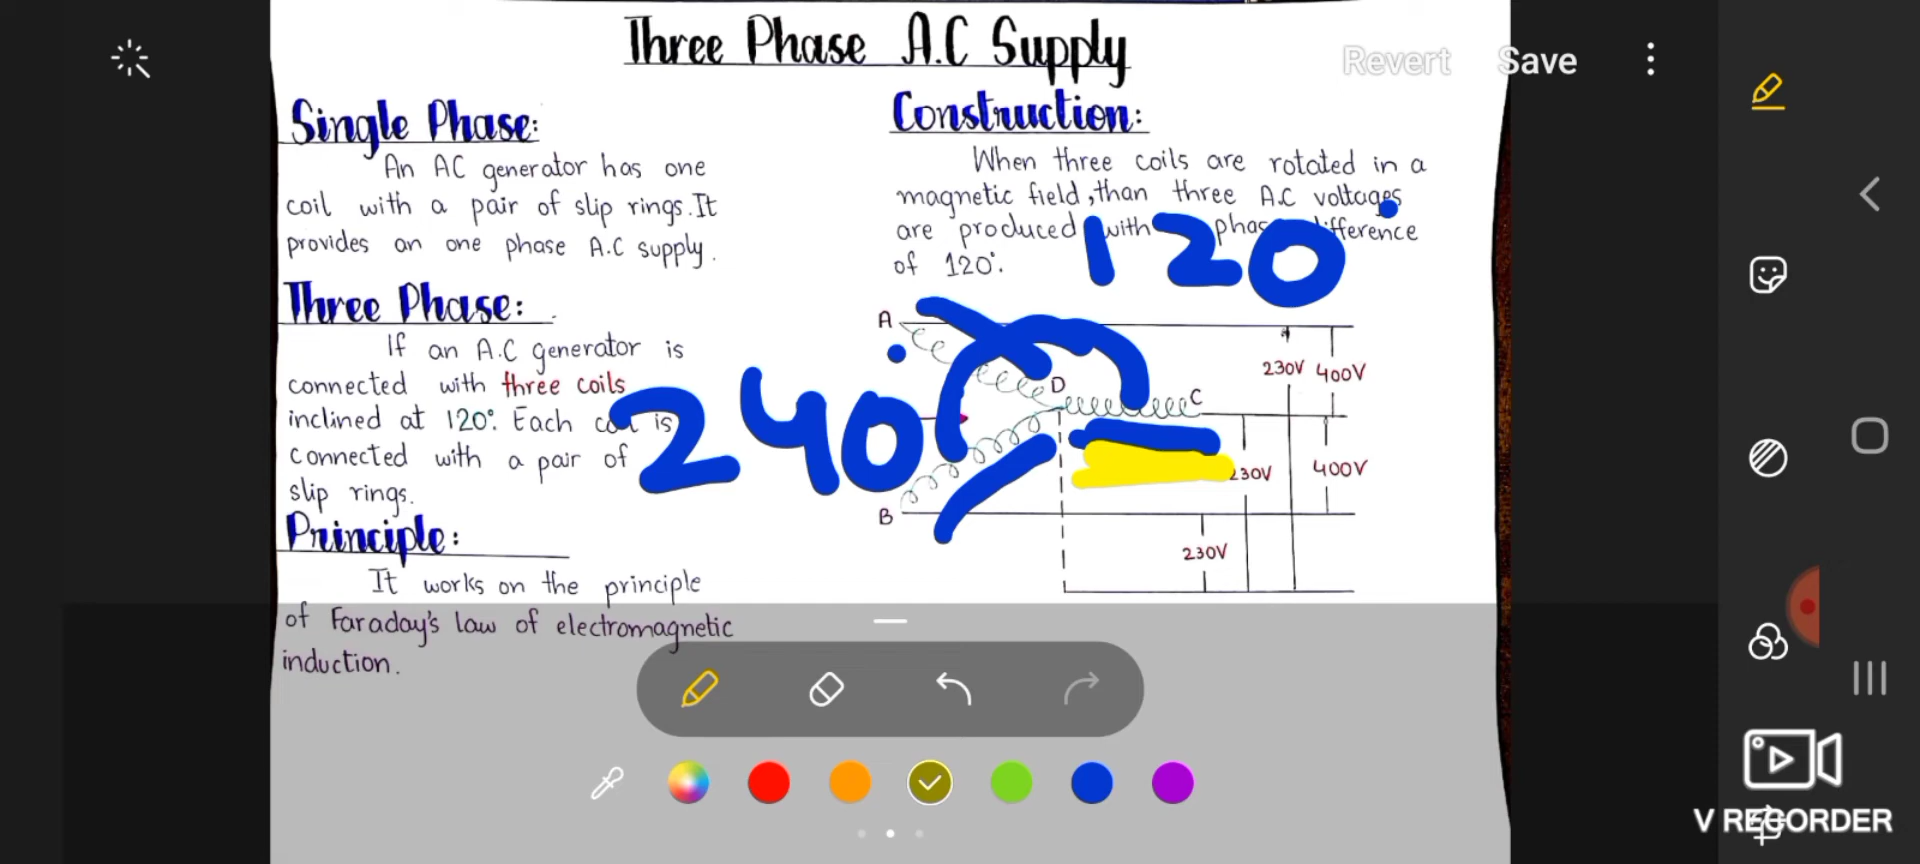 Three Phase A.C Supply
Revert Save
Single Phase:
An AC generator has one
coil with a pair of slip rings.It
provides an one phase A.C supply.
Three Phase:
If an A.C generator is
connected with three coils
inclined at 120°. Each coil is
connected with a pair of
slip rings.
Principle:
It works on the principle
of Faraday's law of electromagnetic
induction.
Construction:
When three coils are rotated in a
magnetic field,than three A.C voltages
are produced with phase difference
of 120°.
120°
240°
A
D
C
B
230V 400V
230V 400V
230V
V RECORDER